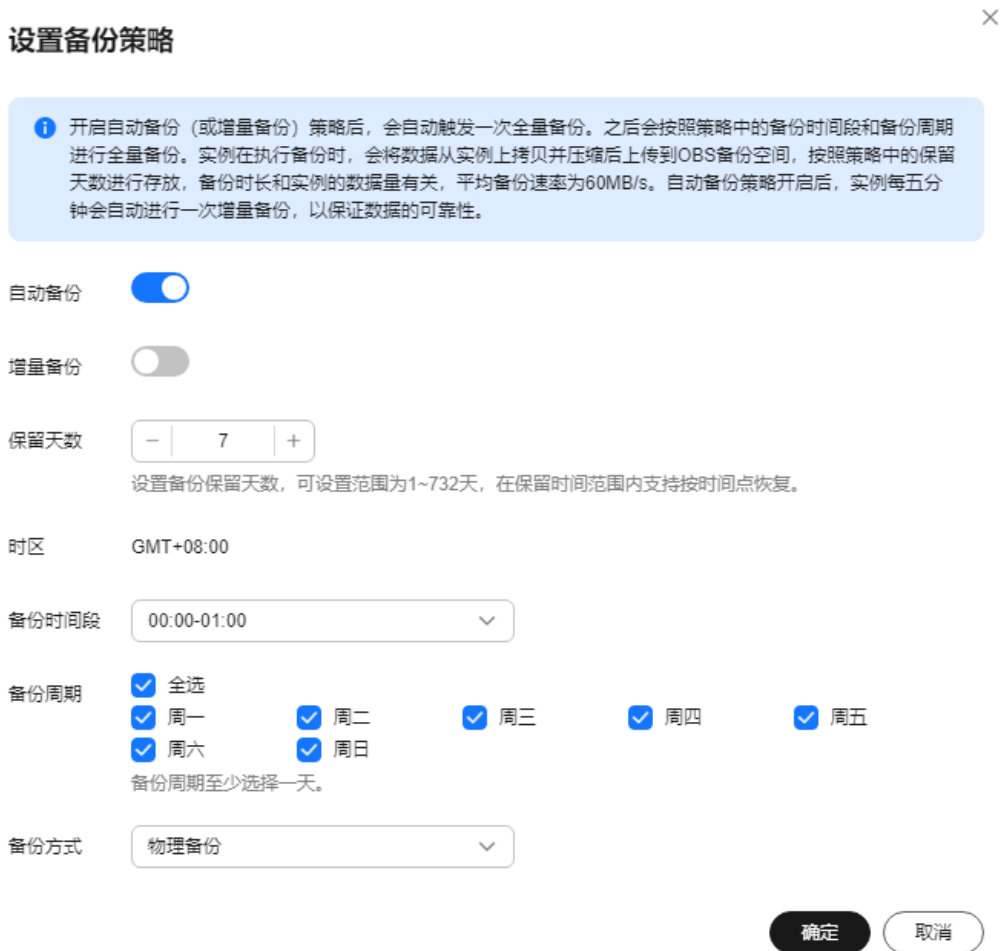 设置备份策略
开启自动备份（或增量备份）策略后，会自动触发一次全量备份。之后会按照策略中的备份时间段和备份周期
进行全量备份。实例在执行备份时，会将数据从实例上拷贝并压缩后上传到OBS备份空间，按照策略中的保留
天数进行存放，备份时长和实例的数据量有关，平均备份速率为60MB/s。自动备份策略开启后，实例每五分
钟会自动进行一次增量备份，以保证数据的可靠性。
自动备份
增量备份
保留天数 7
设置备份保留天数，可设置范围为1~732天，在保留时间范围内支持按时间点恢复。
时区 GMT+08:00
备份时间段 00:00-01:00
备份周期 全选
周一 周二 周三 周四 周五
周六 周日
备份周期至少选择一天。
备份方式 物理备份
确定 取消